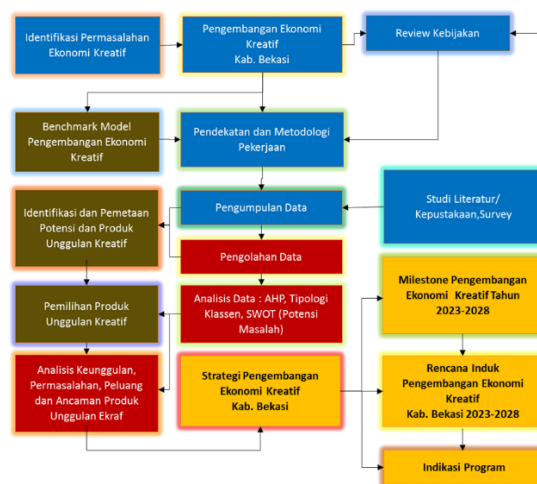 Identifikasi Permasalahan
Ekonomi Kreatif
Pengembangan Ekonomi
Kreatif
Kab. Bekasi
Review Kebijakan
Benchmark Model
Pengembangan Ekonomi
Kreatif
Pendekatan dan Metodologi
Pekerjaan
Identifikasi dan Pemetaan
Potensi dan Produk
Unggulan Kreatif
Pengumpulan Data
Studi Literatur/
Kepustakaan,Survey
Pengolahan Data
Pemilihan Produk
Unggulan Kreatif
Analisis Data : AHP, Tipologi
Klassen, SWOT (Potensi
Masalah)
Milestone Pengembangan
Ekonomi Kreatif Tahun
2023-2028
Analisis Keunggulan,
Permasalahan, Peluang
dan Ancaman Produk
Unggulan Ekraf
Strategi Pengembangan
Ekonomi Kreatif
Kab. Bekasi
Rencana Induk
Pengembangan Ekonomi
Kreatif
Kab. Bekasi 2023-2028
Indikasi Program